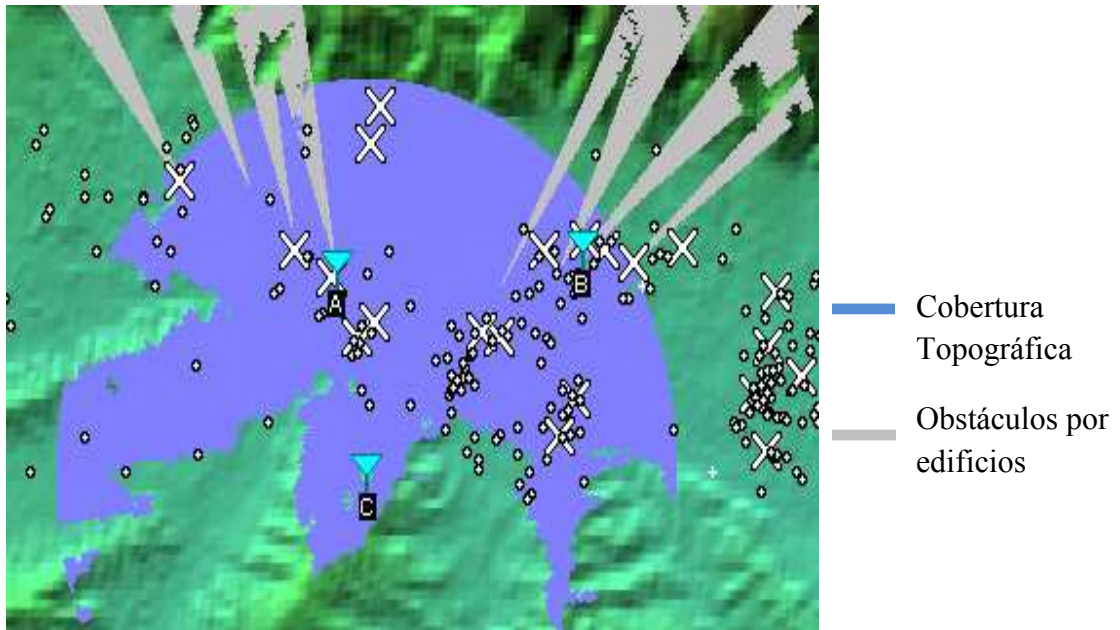 A
B
C
Cobertura
Topográfica
Obstáculos por
edificios